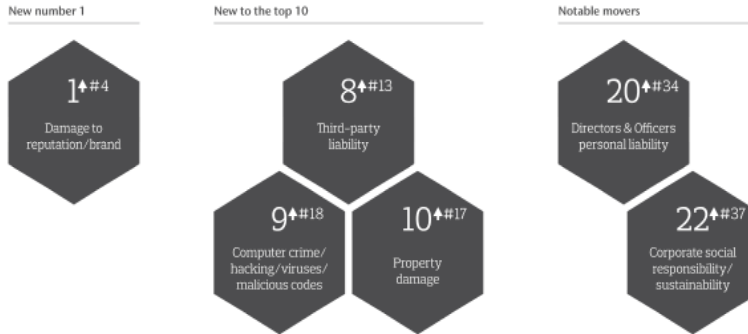 New number 1
1↑#4
Damage to
reputation/brand
New to the top 10
8↑#13
Third-party
liability
9↑#18
Computer crime/
hacking/viruses/
malicious codes
10↑#17
Property
damage
Notable movers
20↑#34
Directors & Officers
personal liability
22↑#37
Corporate social
responsibility/
sustainability